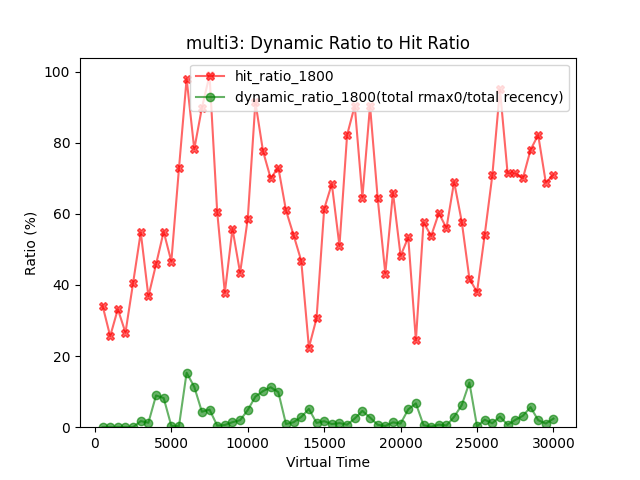 multi3: Dynamic Ratio to Hit Ratio
hit_ratio_1800
dynamic_ratio_1800(total rmax0/total recency)
Ratio (%)
100
80
60
40
20
0
0 5000 10000 15000 20000 25000 30000
Virtual Time